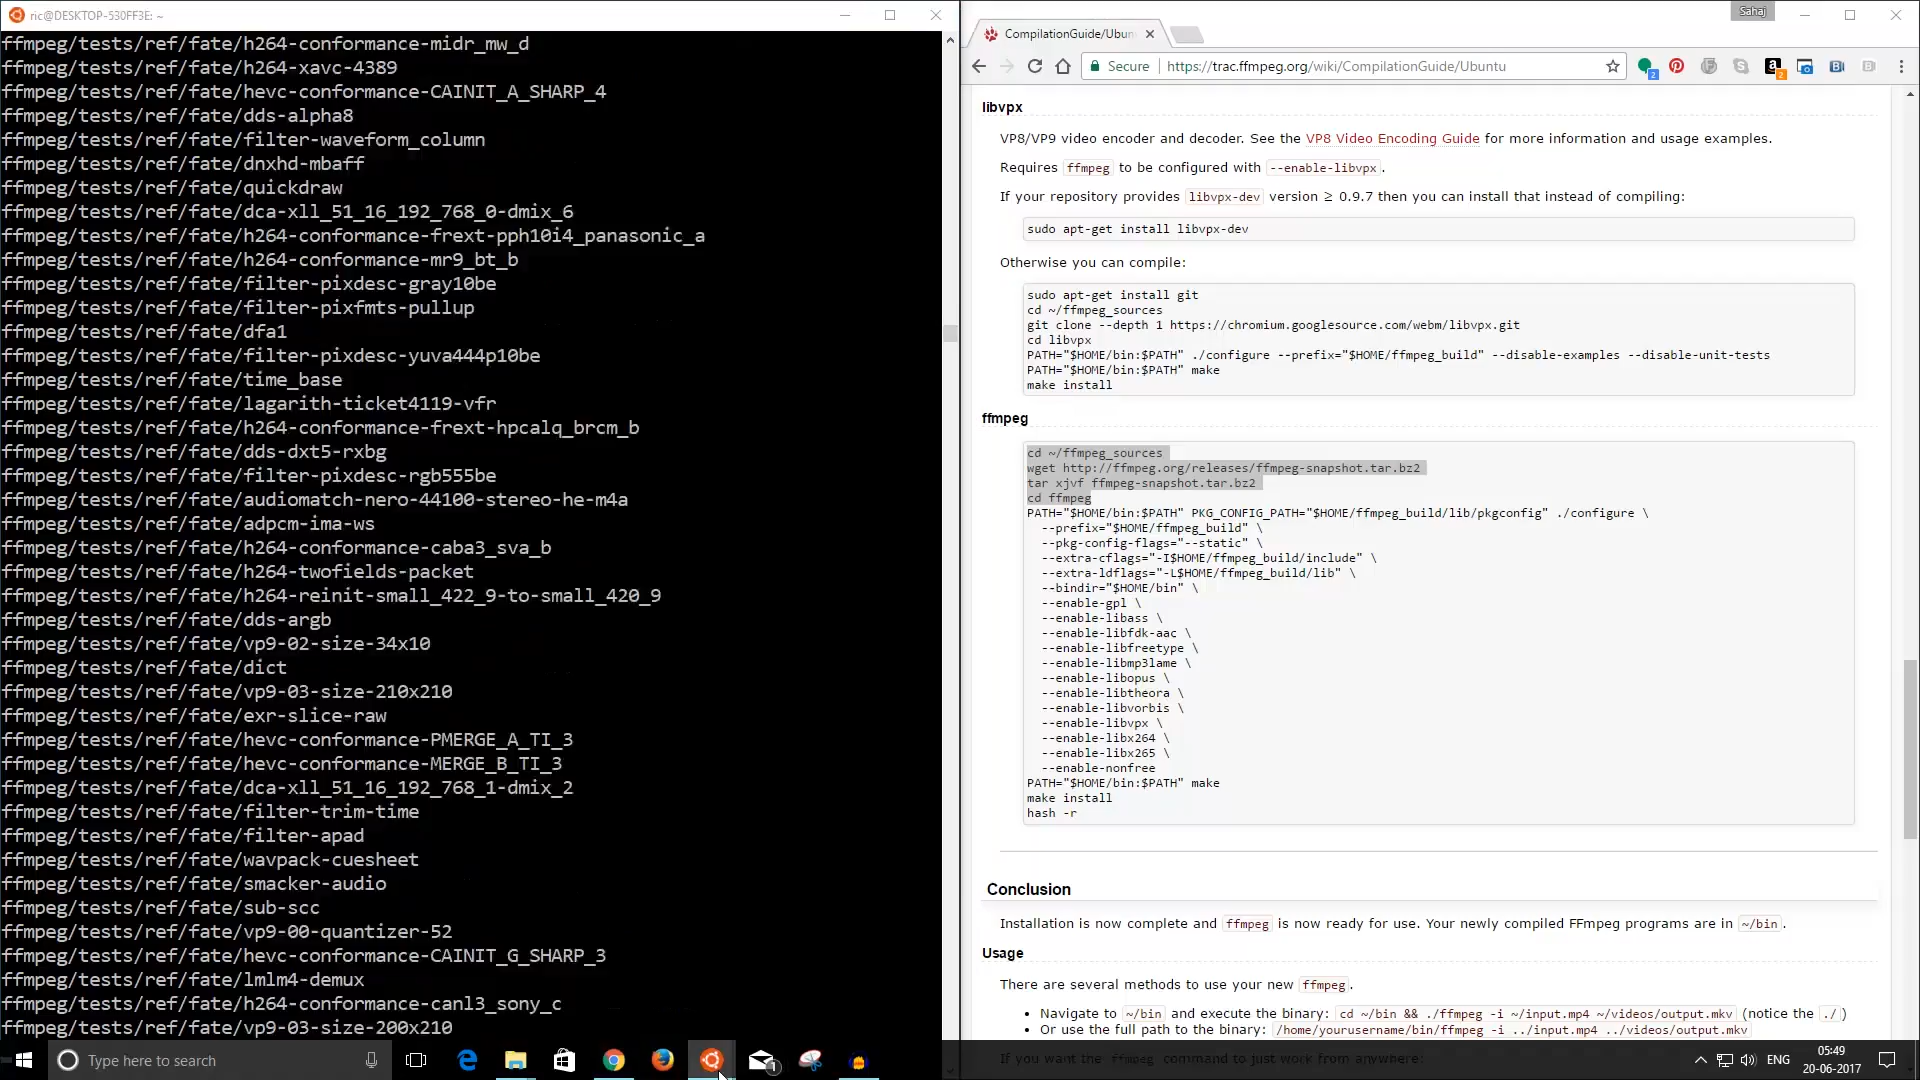 ric@DESKTOP-530FF3E: ~
ffmpeg/tests/ref/fate/h264-conformance-midr_mw_d
ffmpeg/tests/ref/fate/h264-xavc-4389
ffmpeg/tests/ref/fate/hevc-conformance-CAINIT_A_SHARP_4
ffmpeg/tests/ref/fate/dds-alpha8
ffmpeg/tests/ref/fate/filter-waveform_column
ffmpeg/tests/ref/fate/dnxhd-mbaff
ffmpeg/tests/ref/fate/quickdraw
ffmpeg/tests/ref/fate/dca-xll_51_16_192_768_0-dmix_6
ffmpeg/tests/ref/fate/h264-conformance-frext-pph10i4_panasonic_a
ffmpeg/tests/ref/fate/h264-conformance-mr9_bt_b
ffmpeg/tests/ref/fate/filter-pixdesc-gray10be
ffmpeg/tests/ref/fate/filter-pixfmts-pullup
ffmpeg/tests/ref/fate/dfa1
ffmpeg/tests/ref/fate/filter-pixdesc-yuva444p10be
ffmpeg/tests/ref/fate/time_base
ffmpeg/tests/ref/fate/lagarith-ticket4119-vfr
ffmpeg/tests/ref/fate/h264-conformance-frext-hpcalq_brcm_b
ffmpeg/tests/ref/fate/dds-dxt5-rxbg
ffmpeg/tests/ref/fate/filter-pixdesc-rgb555be
ffmpeg/tests/ref/fate/audiomatch-nero-44100-stereo-he-m4a
ffmpeg/tests/ref/fate/adpcm-ima-ws
ffmpeg/tests/ref/fate/h264-conformance-caba3_sva_b
ffmpeg/tests/ref/fate/h264-twofields-packet
ffmpeg/tests/ref/fate/h264-reinit-small_422_9-to-small_420_9
ffmpeg/tests/ref/fate/dds-argb
ffmpeg/tests/ref/fate/vp9-02-size-34x10
ffmpeg/tests/ref/fate/dict
ffmpeg/tests/ref/fate/vp9-03-size-210x210
ffmpeg/tests/ref/fate/exr-slice-raw
ffmpeg/tests/ref/fate/hevc-conformance-PMERGE_A_TI_3
ffmpeg/tests/ref/fate/hevc-conformance-MERGE_B_TI_3
ffmpeg/tests/ref/fate/dca-xll_51_16_192_768_1-dmix_2
ffmpeg/tests/ref/fate/filter-trim-time
ffmpeg/tests/ref/fate/filter-apad
ffmpeg/tests/ref/fate/wavpack-cuesheet
ffmpeg/tests/ref/fate/smacker-audio
ffmpeg/tests/ref/fate/sub-scc
ffmpeg/tests/ref/fate/vp9-00-quantizer-52
ffmpeg/tests/ref/fate/hevc-conformance-CAINIT_G_SHARP_3
ffmpeg/tests/ref/fate/lmlm4-demux
ffmpeg/tests/ref/fate/h264-conformance-canl3_sony_c
ffmpeg/tests/ref/fate/vp9-03-size-200x210
Sahaj
CompilationGuide/Ubun
Secure https://trac.ffmpeg.org/wiki/CompilationGuide/Ubuntu
2
2
libvpx
VP8/VP9 video encoder and decoder. See the VP8 Video Encoding Guide for more information and usage examples.
Requires ffmpeg to be configured with --enable-libvpx.
If your repository provides libvpx-dev version ≥ 0.9.7 then you can install that instead of compiling:
sudo apt-get install libvpx-dev
Otherwise you can compile:
sudo apt-get install git
cd ~/ffmpeg_sources
git clone --depth 1 https://chromium.googlesource.com/webm/libvpx.git
cd libvpx
PATH="$HOME/bin:$PATH" ./configure --prefix="$HOME/ffmpeg_build" --disable-examples --disable-unit-tests
PATH="$HOME/bin:$PATH" make
make install
ffmpeg
cd ~/ffmpeg_sources
wget http://ffmpeg.org/releases/ffmpeg-snapshot.tar.bz2
tar xjvf ffmpeg-snapshot.tar.bz2
cd ffmpeg
PATH="$HOME/bin:$PATH" PKG_CONFIG_PATH="$HOME/ffmpeg_build/lib/pkgconfig" ./configure \
--prefix="$HOME/ffmpeg_build" \
--pkg-config-flags="--static" \
--extra-cflags="-I$HOME/ffmpeg_build/include" \
--extra-ldflags="-L$HOME/ffmpeg_build/lib" \
--bindir="$HOME/bin" \
--enable-gpl \
--enable-libass \
--enable-libfdk-aac \
--enable-libfreetype \
--enable-libmp3lame \
--enable-libopus \
--enable-libtheora \
--enable-libvorbis \
--enable-libvpx \
--enable-libx264 \
--enable-libx265 \
--enable-nonfree
PATH="$HOME/bin:$PATH" make
make install
hash -r
Conclusion
Installation is now complete and ffmpeg is now ready for use. Your newly compiled FFmpeg programs are in ~/bin.
Usage
There are several methods to use your new ffmpeg.
• Navigate to ~/bin and execute the binary: cd ~/bin && ./ffmpeg -i ~/input.mp4 ~/videos/output.mkv (notice the ./)
• Or use the full path to the binary: /home/yourusername/bin/ffmpeg -i ../input.mp4 ../videos/output.mkv
If you want the ffmpeg command to just work from anywhere:
Type here to search
1
ENG
05:49
20-06-2017